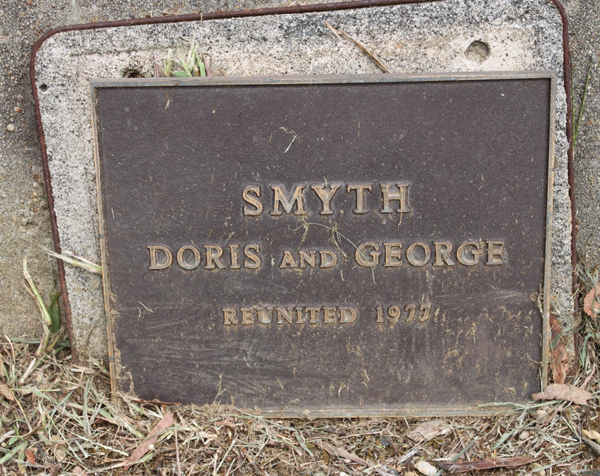 SMYTH
DORIS AND GEORGE
REUNITED 1977